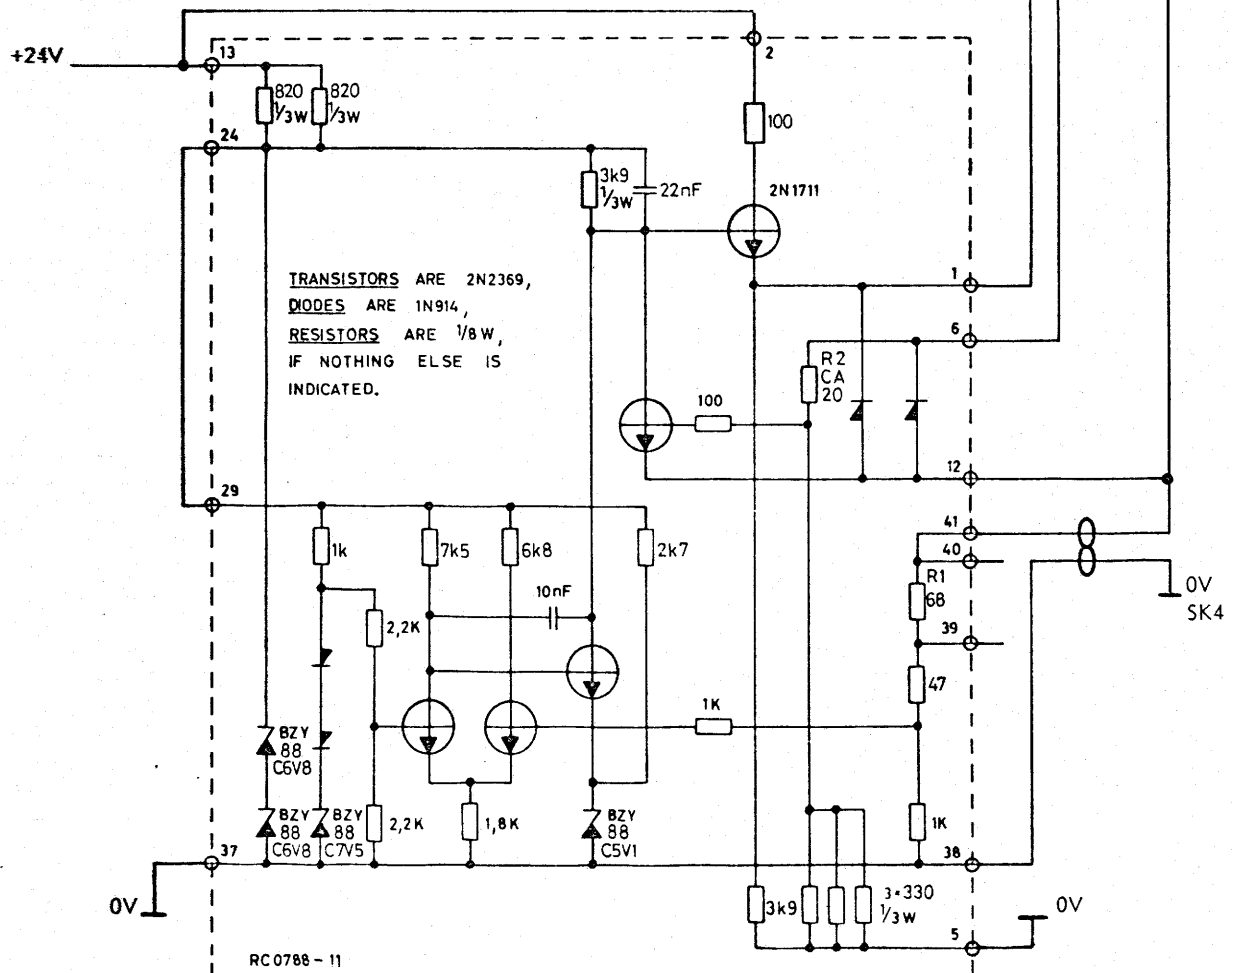 +24V
13
2
820
1/3W
820
1/3W
100
24
3k9
1/3W
22nF
2N1711
TRANSISTORS ARE 2N2369,
DIODES ARE 1N914,
RESISTORS ARE 1/8W,
IF NOTHING ELSE IS
INDICATED.
1
6
R2
CA
20
100
12
29
41
40
1k
7k5
6k8
2k7
10nF
R1
68
0V
SK4
2,2K
39
47
1K
BZY
88
C6V8
BZY
88
C6V8
BZY
88
C7V5
2,2K
1,8K
BZY
88
C5V1
1K
37
38
0V
3k9
3×330
1/3W
0V
5
RC0788-11